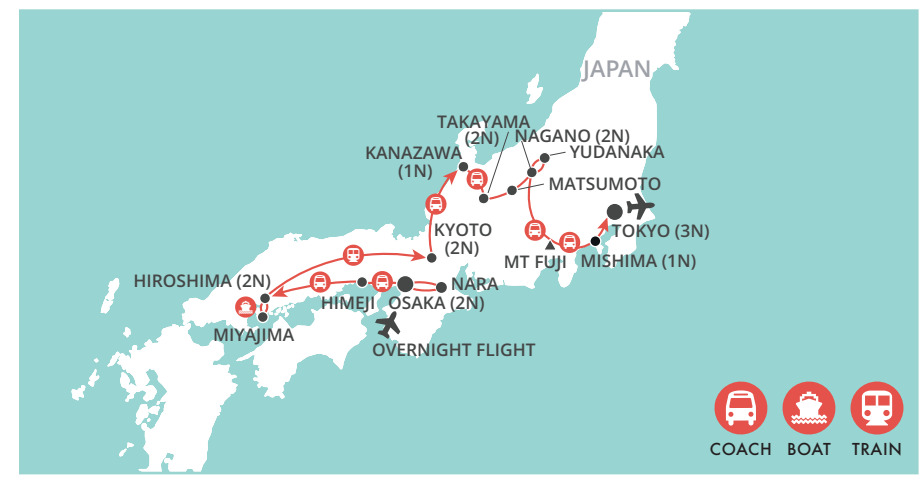 JAPAN
TAKAYAMA
(2N)
NAGANO (2N)
YUDANAKA
KANAZAWA
(1N)
MATSUMOTO
TOKYO (3N)
KYOTO
(2N)
MT FUJI
MISHIMA (1N)
HIROSHIMA (2N)
NARA
HIMEJI
OSAKA (2N)
MIYAJIMA
OVERNIGHT FLIGHT
COACH
BOAT
TRAIN